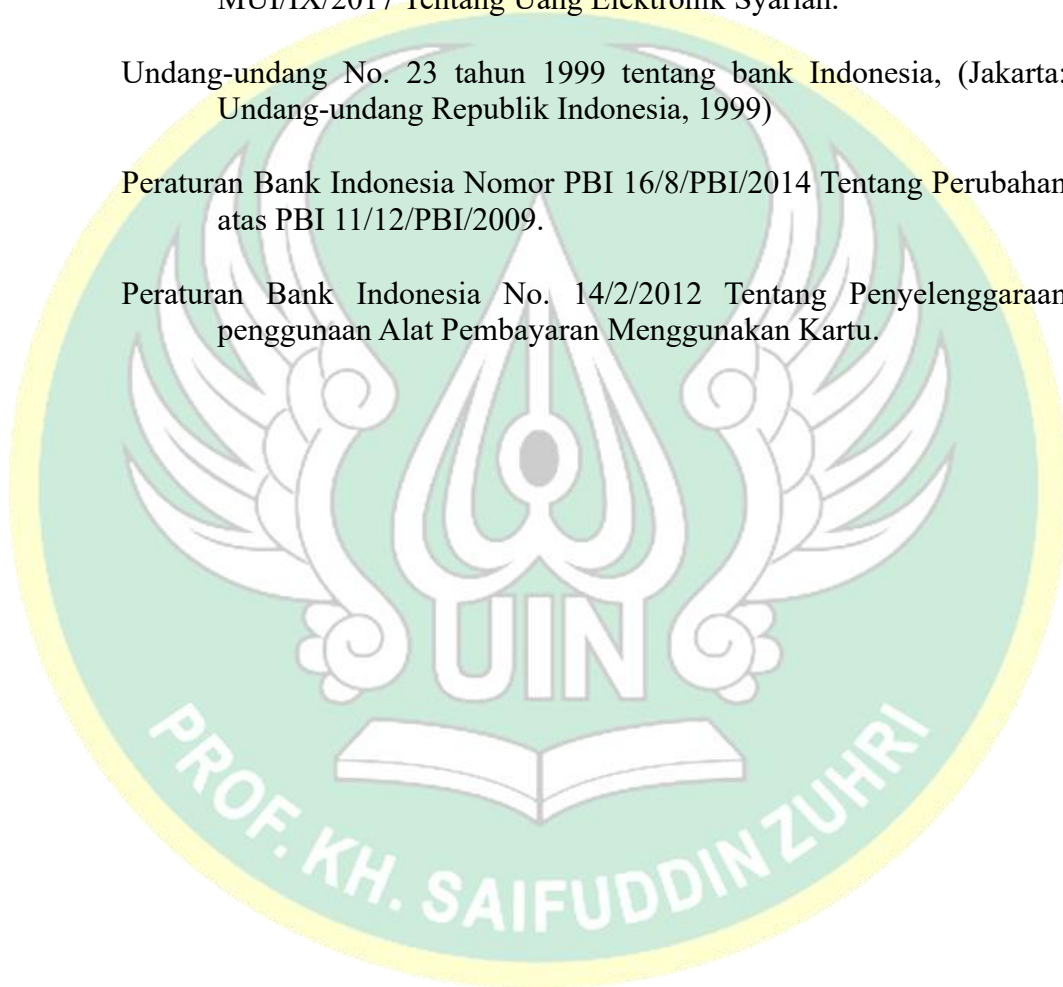 MUI/IX/2017 Tentang Uang Elektronik Syariah.
Undang-undang No. 23 tahun 1999 tentang bank Indonesia, (Jakarta:
Undang-undang Republik Indonesia, 1999)
Peraturan Bank Indonesia Nomor PBI 16/8/PBI/2014 Tentang Perubahan
atas PBI 11/12/PBI/2009.
Peraturan Bank Indonesia No. 14/2/2012 Tentang Penyelenggaraan
penggunaan Alat Pembayaran Menggunakan Kartu.
UIN
PROF. KH. SAIFUDDIN ZUHRI